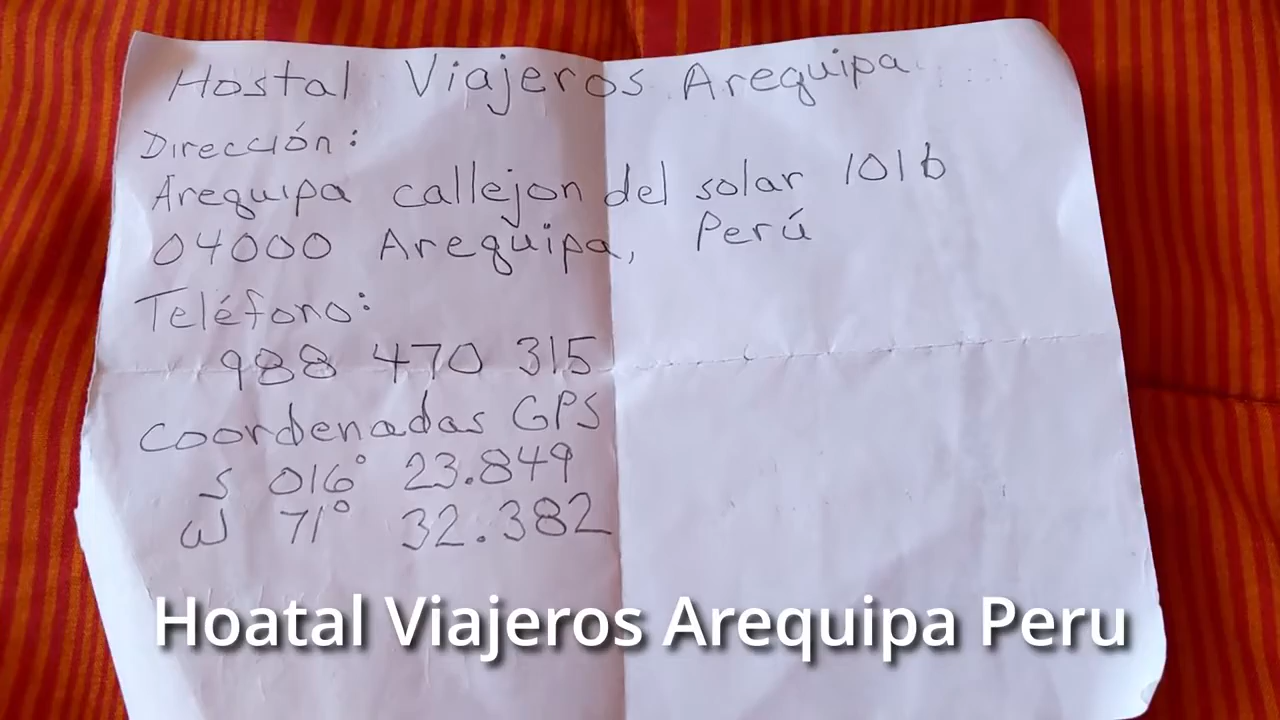 Hostal Viajeros Arequipa
Dirección:
Arequipa callejon del solar 101b
04000 Arequipa, Perú
Teléfono:
988 470 315
Coordenadas GPS
S 016° 23.849
W 71° 32.382
Hoatal Viajeros Arequipa Peru